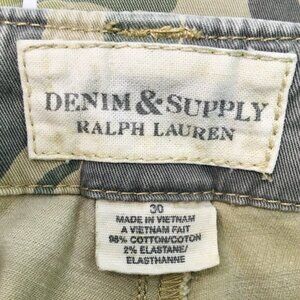 DENIM & SUPPLY
RALPH LAUREN
30
MADE IN VIETNAM
A VIETNAM FAIT
98% COTTON/COTON
2% ELASTANE/
ELASTHANNE